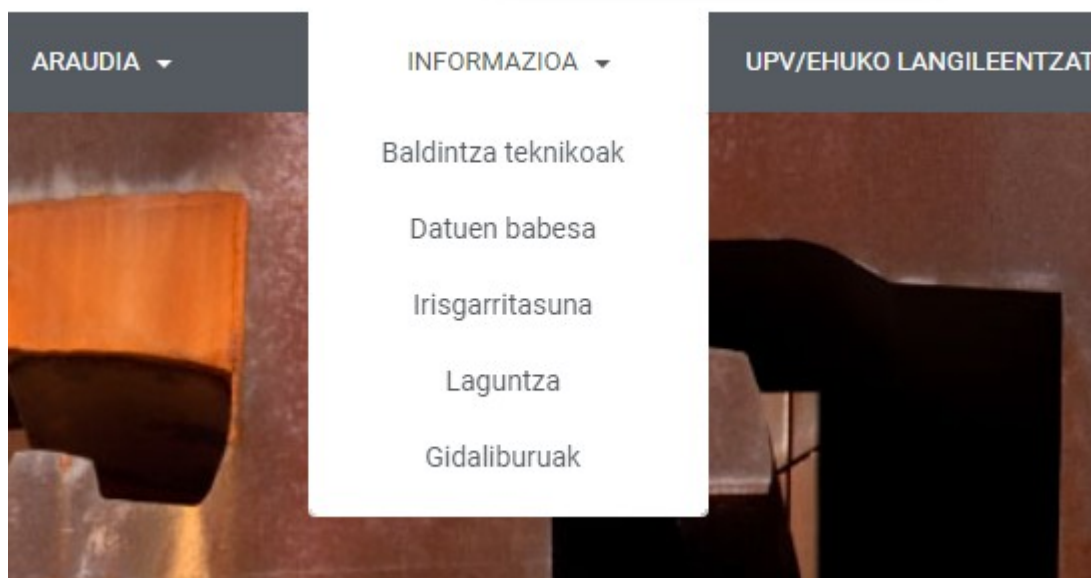 ARAUDIA
INFORMAZIOA
UPV/EHUKO LANGILEENTZAT
Baldintza teknikoak
Datuen babesa
Irisgarritasuna
Laguntza
Gidaliburuak